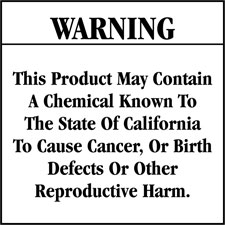 WARNING
This Product May Contain
A Chemical Known To
The State Of California
To Cause Cancer, Or Birth
Defects Or Other
Reproductive Harm.